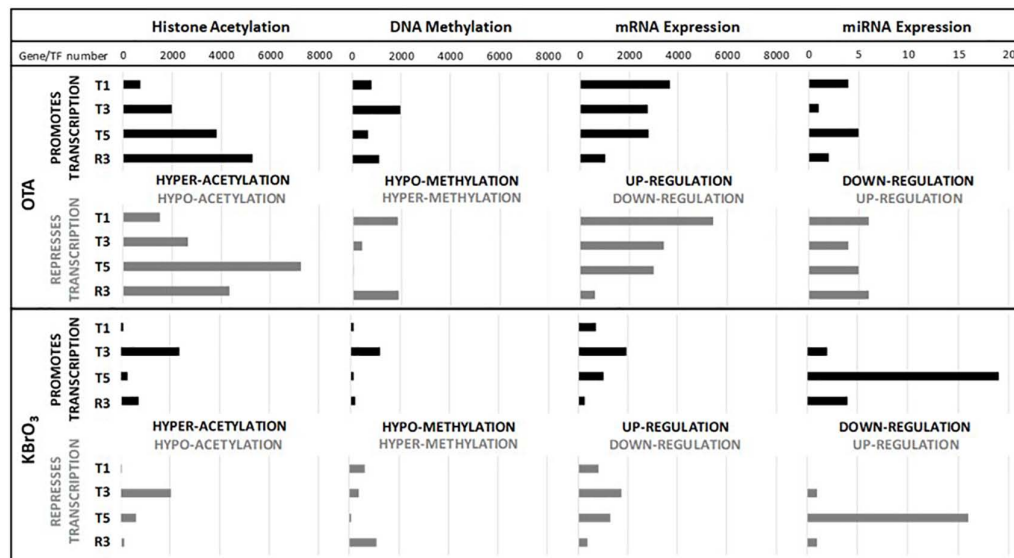 Histone Acetylation DNA Methylation mRNA Expression miRNA Expression
Gene/TF number 0 2000 4000 6000 8000 0 2000 4000 6000 8000 0 2000 4000 6000 8000 0 5 10 15 20
OTA
PROMOTES
TRANSCRIPTION
T1
T3
T5
R3
HYPER-ACETYLATION HYPO-METHYLATION UP-REGULATION DOWN-REGULATION
HYPO-ACETYLATION HYPER-METHYLATION DOWN-REGULATION UP-REGULATION
REPRESSES
TRANSCRIPTION
T1
T3
T5
R3
KBrO3
PROMOTES
TRANSCRIPTION
T1
T3
T5
R3
HYPER-ACETYLATION HYPO-METHYLATION UP-REGULATION DOWN-REGULATION
HYPO-ACETYLATION HYPER-METHYLATION DOWN-REGULATION UP-REGULATION
REPRESSES
TRANSCRIPTION
T1
T3
T5
R3